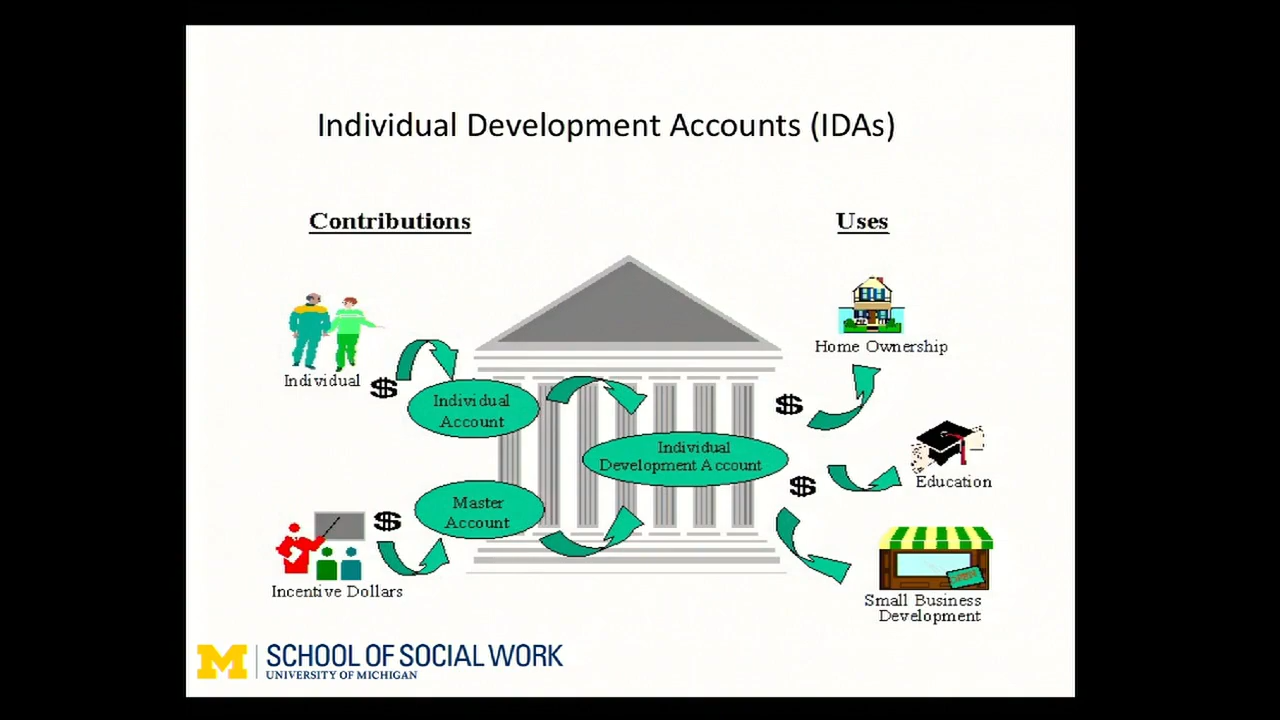 Individual Development Accounts (IDAs)
Contributions
Uses
Individual
$
Individual
Account
Individual
Development Account
Master
Account
$
Incentive Dollars
$
Home Ownership
$
Education
OPEN
Small Business
Development
M
SCHOOL OF SOCIAL WORK
UNIVERSITY OF MICHIGAN